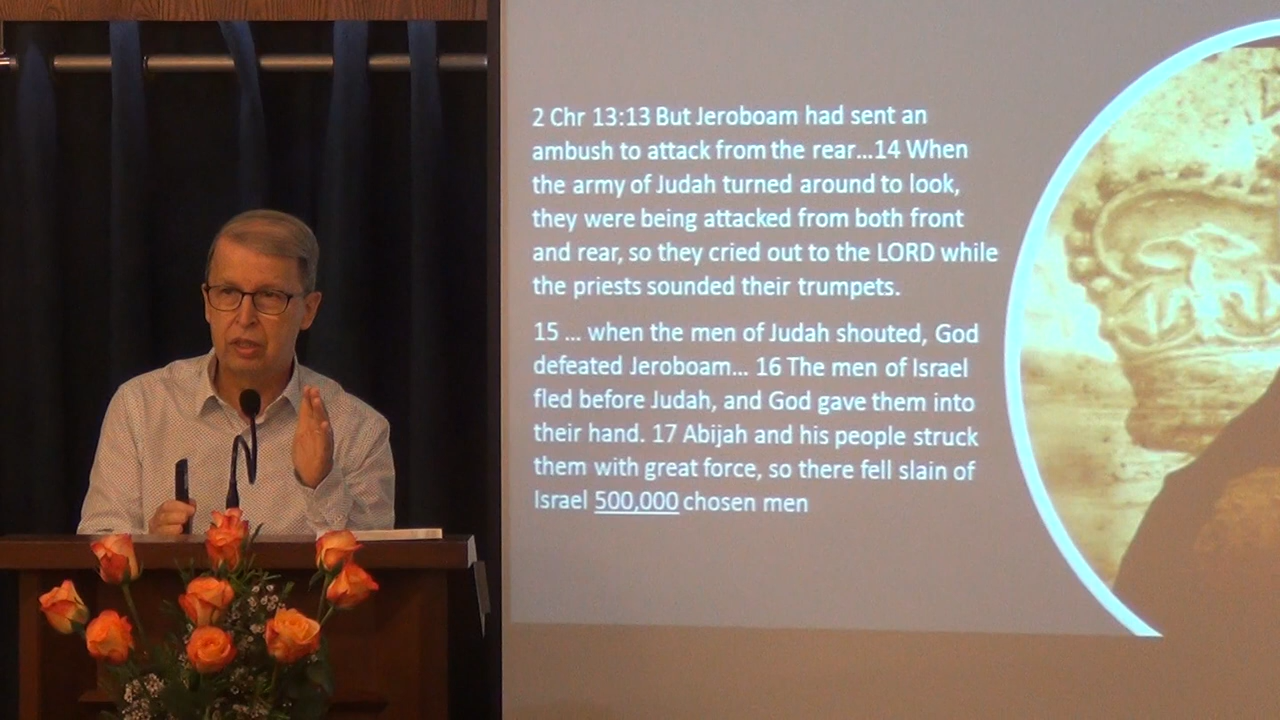 2 Chr 13:13 But Jeroboam had sent an
ambush to attack from the rear...14 When
the army of Judah turned around to look,
they were being attacked from both front
and rear, so they cried out to the LORD while
the priests sounded their trumpets.
15 ... when the men of Judah shouted, God
defeated Jeroboam... 16 The men of Israel
fled before Judah, and God gave them into
their hand. 17 Abijah and his people struck
them with great force, so there fell slain of
Israel 500,000 chosen men